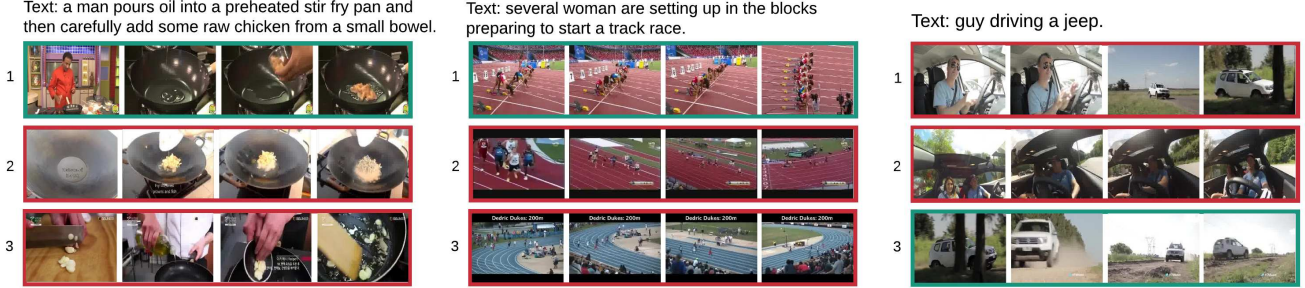 Text: a man pours oil into a preheated stir fry pan and
then carefully add some raw chicken from a small bowel.
1
2
3
Text: several woman are setting up in the blocks
preparing to start a track race.
1
2
3
Dedric Dukes: 200m
Dedric Dukes: 200m
Dedric Dukes: 200m
Dedric Dukes: 200m
Text: guy driving a jeep.
1
2
3